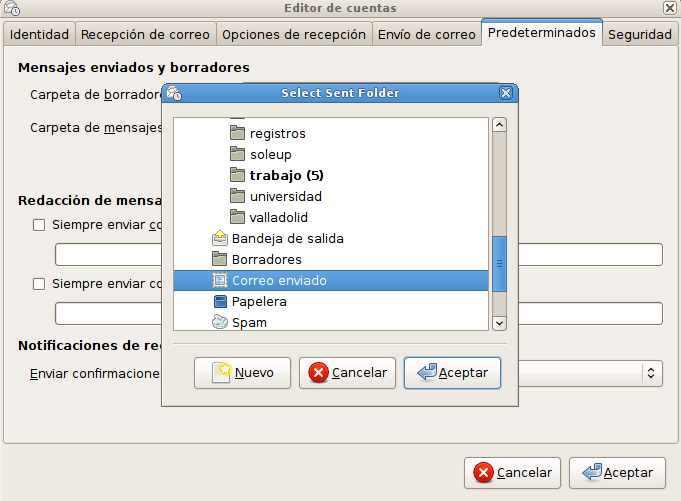 Editor de cuentas
Identidad Recepción de correo Opciones de recepción Envío de correo Predeterminados Seguridad
Mensajes enviados y borradores
Carpeta de borrador
Carpeta de mensajes
Select Sent Folder
registros
soleup
trabajo (5)
universidad
valladolid
Bandeja de salida
Borradores
Correo enviado
Papelera
Spam
Nuevo Cancelar Aceptar
Redacción de mensa
Siempre enviar co
Siempre enviar co
Notificaciones de rec
Enviar confirmacione
Cancelar Aceptar